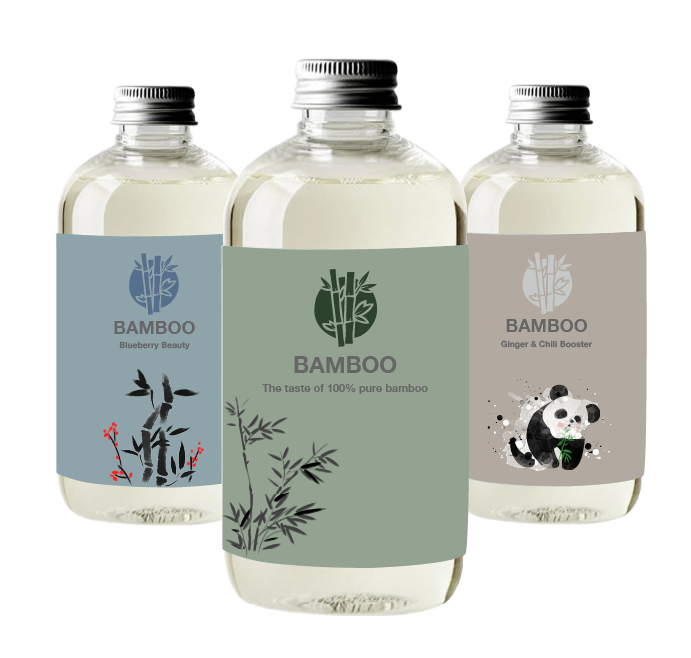 BAMBOO
Blueberry Beauty
BAMBOO
The taste of 100% pure bamboo
BAMBOO
Ginger & Chili Booster